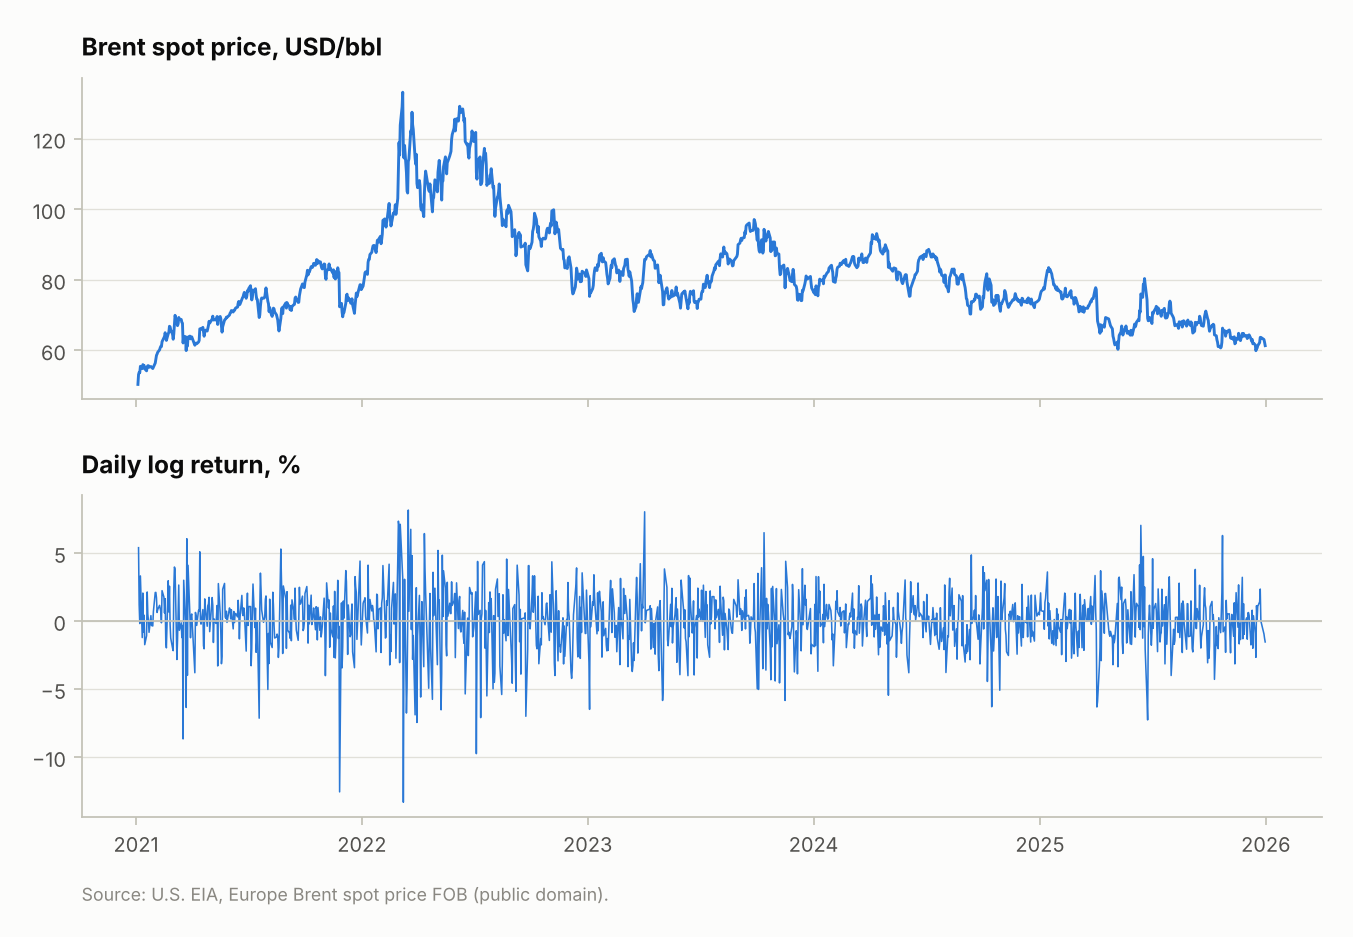 Brent spot price, USD/bbl
120
100
80
60
Daily log return, %
5
0
−5
−10
2021 2022 2023 2024 2025 2026
Source: U.S. EIA, Europe Brent spot price FOB (public domain).